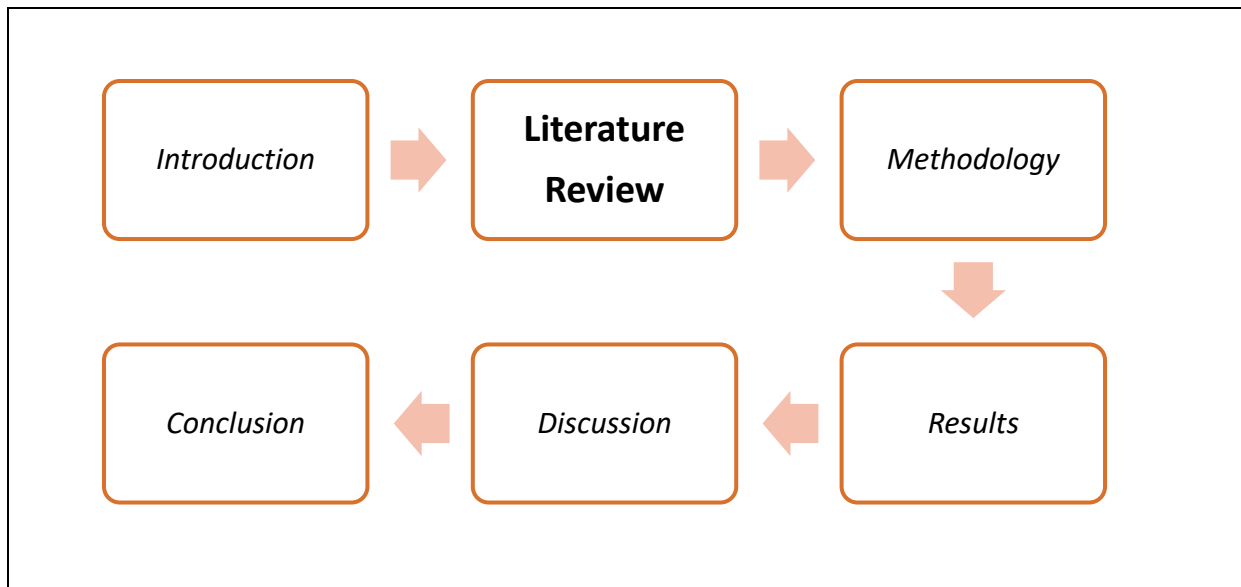 Introduction
Literature
Review
Methodology
Results
Discussion
Conclusion